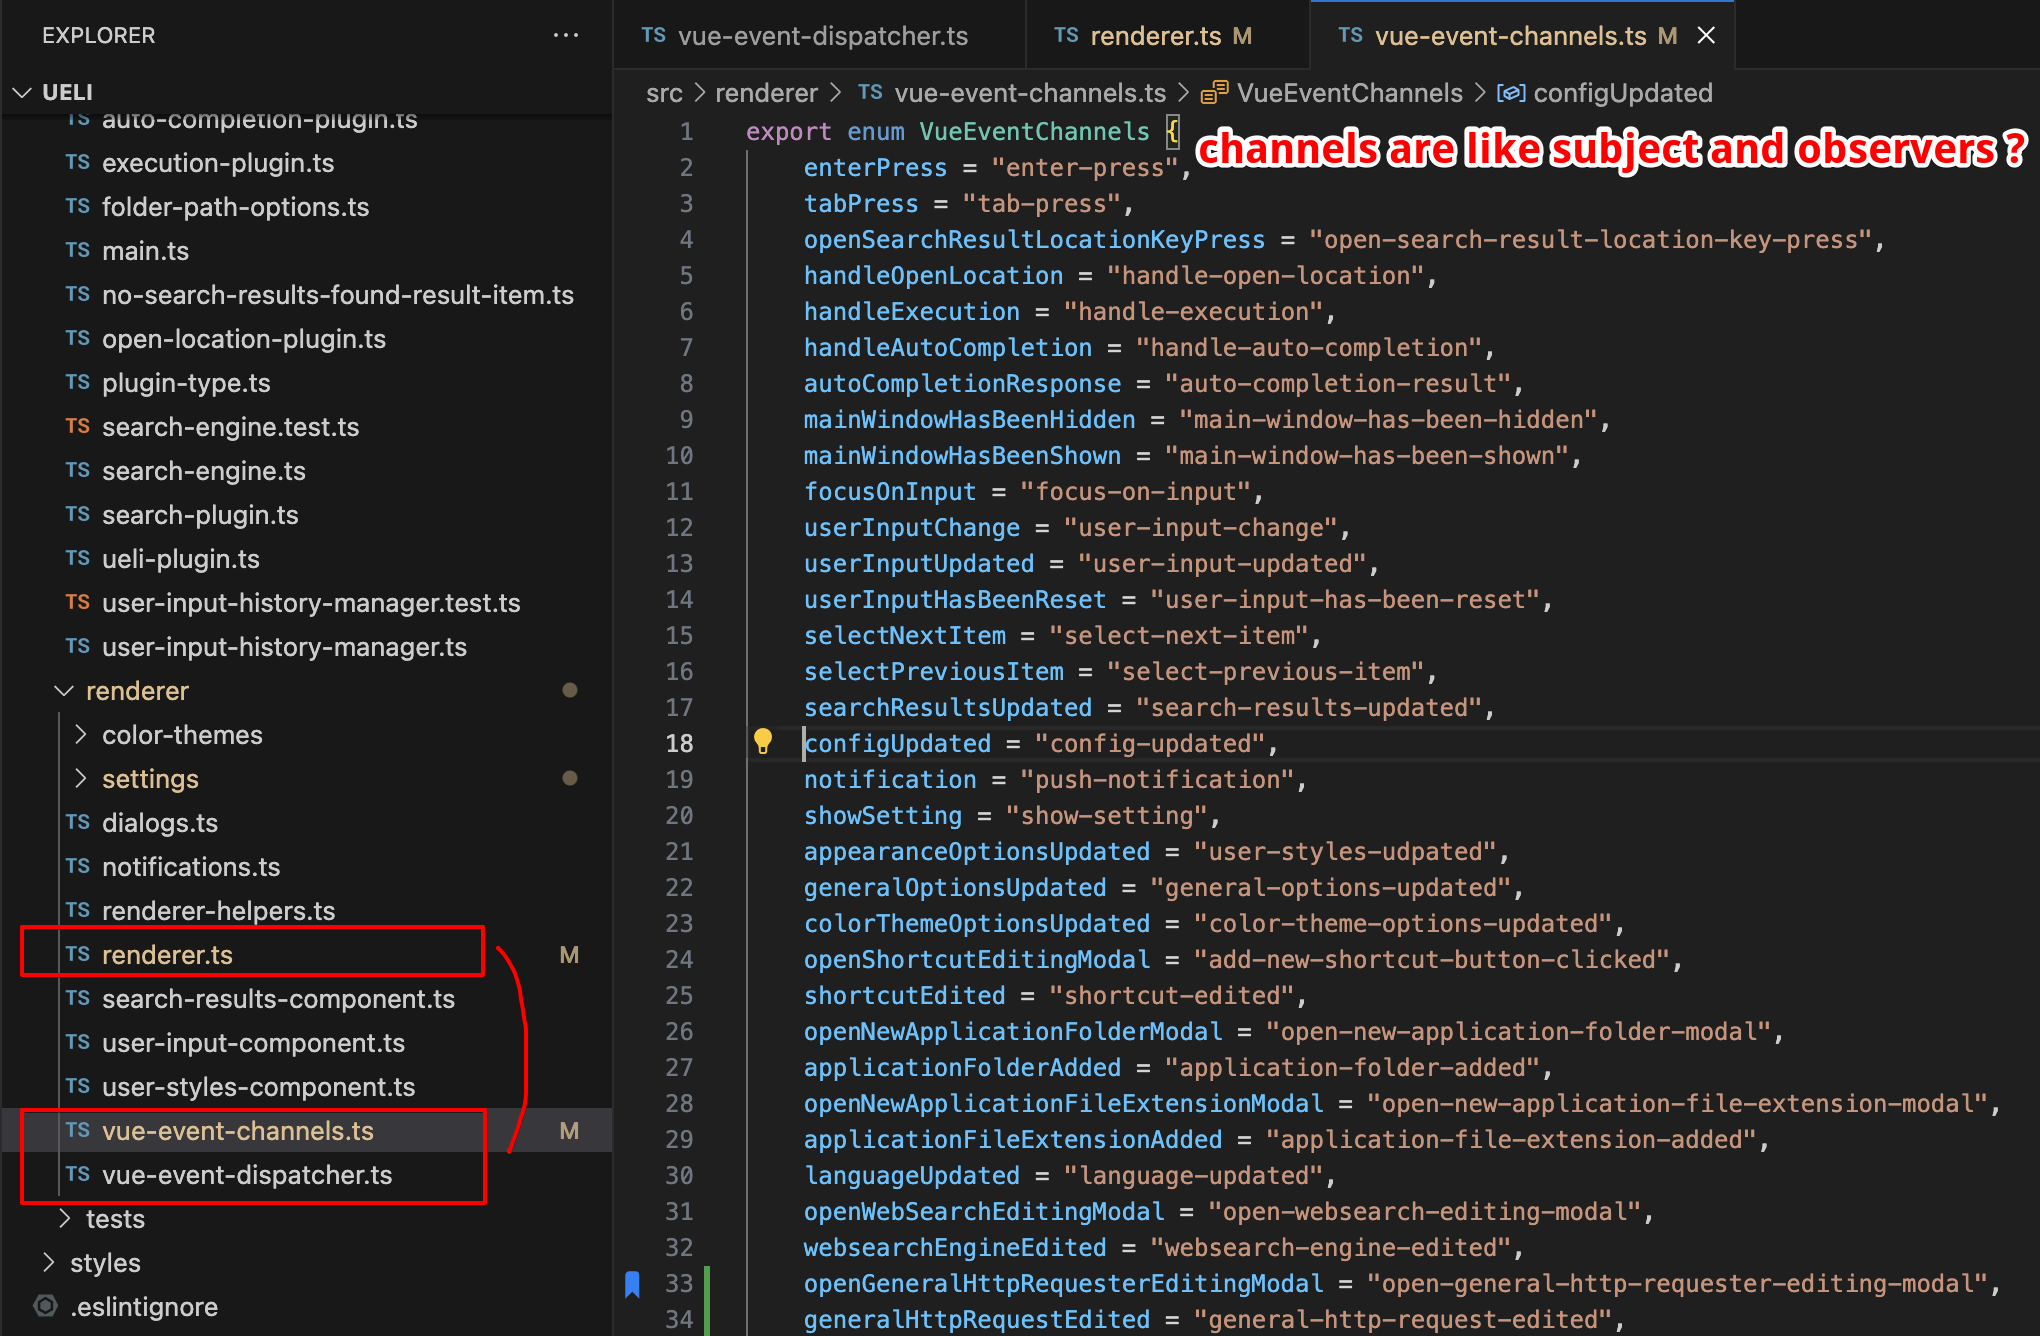 EXPLORER
UELI
auto-completion-plugin.ts
TS execution-plugin.ts
TS folder-path-options.ts
TS main.ts
TS no-search-results-found-result-item.ts
TS open-location-plugin.ts
TS plugin-type.ts
TS search-engine.test.ts
TS search-engine.ts
TS search-plugin.ts
TS ueli-plugin.ts
TS user-input-history-manager.test.ts
TS user-input-history-manager.ts
renderer
color-themes
settings
TS dialogs.ts
TS notifications.ts
TS renderer-helpers.ts
TS renderer.ts M
TS search-results-component.ts
TS user-input-component.ts
TS user-styles-component.ts
TS vue-event-channels.ts M
TS vue-event-dispatcher.ts
tests
styles
.eslintignore
TS vue-event-dispatcher.ts
TS renderer.ts M
TS vue-event-channels.ts M
src > renderer > TS vue-event-channels.ts > VueEventChannels > configUpdated
channels are like subject and observers ?
1 export enum VueEventChannels {
2 enterPress = "enter-press",
3 tabPress = "tab-press",
4 openSearchResultLocationKeyPress = "open-search-result-location-key-press",
5 handleOpenLocation = "handle-open-location",
6 handleExecution = "handle-execution",
7 handleAutoCompletion = "handle-auto-completion",
8 autoCompletionResponse = "auto-completion-result",
9 mainWindowHasBeenHidden = "main-window-has-been-hidden",
10 mainWindowHasBeenShown = "main-window-has-been-shown",
11 focusOnInput = "focus-on-input",
12 userInputChange = "user-input-change",
13 userInputUpdated = "user-input-updated",
14 userInputHasBeenReset = "user-input-has-been-reset",
15 selectNextItem = "select-next-item",
16 selectPreviousItem = "select-previous-item",
17 searchResultsUpdated = "search-results-updated",
18 configUpdated = "config-updated",
19 notification = "push-notification",
20 showSetting = "show-setting",
21 appearanceOptionsUpdated = "user-styles-udpated",
22 generalOptionsUpdated = "general-options-updated",
23 colorThemeOptionsUpdated = "color-theme-options-updated",
24 openShortcutEditingModal = "add-new-shortcut-button-clicked",
25 shortcutEdited = "shortcut-edited",
26 openNewApplicationFolderModal = "open-new-application-folder-modal",
27 applicationFolderAdded = "application-folder-added",
28 openNewApplicationFileExtensionModal = "open-new-application-file-extension-modal",
29 applicationFileExtensionAdded = "application-file-extension-added",
30 languageUpdated = "language-updated",
31 openWebSearchEditingModal = "open-websearch-editing-modal",
32 websearchEngineEdited = "websearch-engine-edited",
33 openGeneralHttpRequesterEditingModal = "open-general-http-requester-editing-modal",
34 generalHttpRequestEdited = "general-http-request-edited",